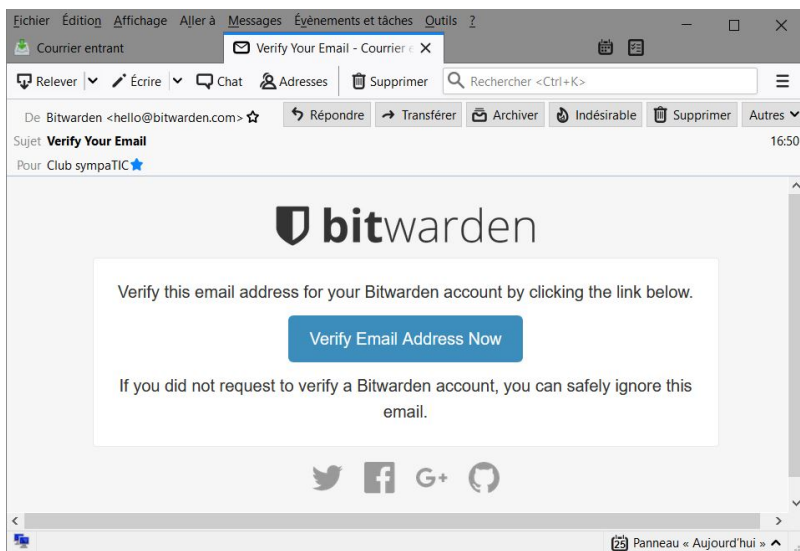 Fichier Édition Affichage Aller à Messages Évènements et tâches Outils ?
Courrier entrant Verify Your Email - Courrier e
Relever Écrire Chat Adresses Supprimer Rechercher <Ctrl+K>
De Bitwarden <hello@bitwarden.com> Répondre Transférer Archiver Indésirable Supprimer Autres
Sujet Verify Your Email 16:50
Pour Club sympaTIC
bitwarden
Verify this email address for your Bitwarden account by clicking the link below.
Verify Email Address Now
If you did not request to verify a Bitwarden account, you can safely ignore this
email.
G+
25 Panneau « Aujourd'hui »